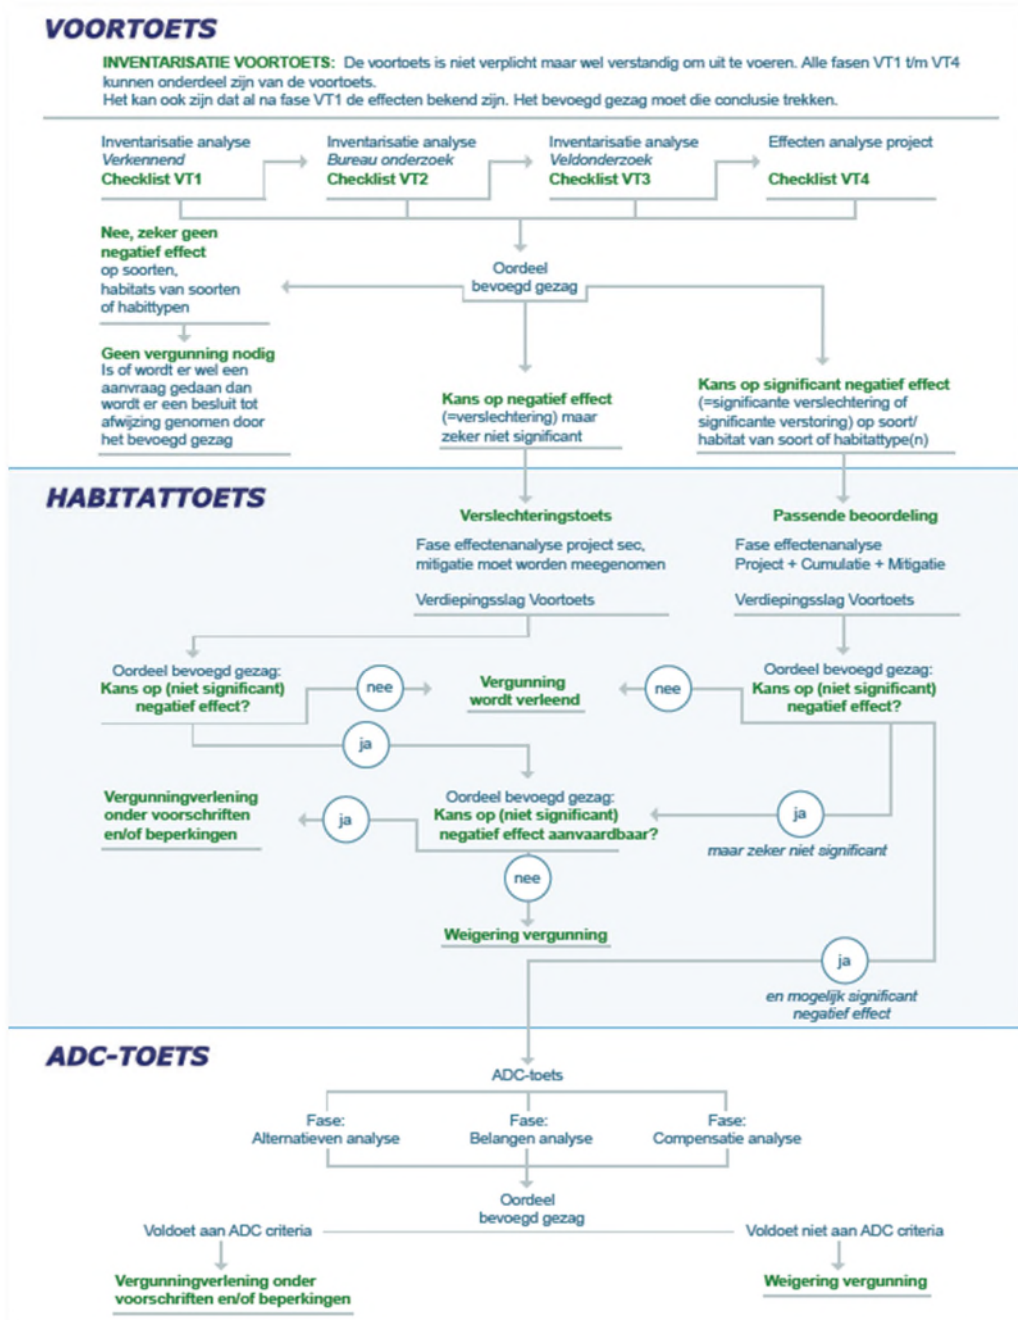 VOORTOETS
INVENTARISATIE VOORTOETS: De voortoets is niet verplicht maar wel verstandig om uit te voeren. Alle fasen VT1 t/m VT4
kunnen onderdeel zijn van de voortoets.
Het kan ook zijn dat al na fase VT1 de effecten bekend zijn. Het bevoegd gezag moet die conclusie trekken.
Inventarisatie analyse
Verkennend
Checklist VT1
Inventarisatie analyse
Bureau onderzoek
Checklist VT2
Inventarisatie analyse
Veldonderzoek
Checklist VT3
Effecten analyse project
Checklist VT4
Nee, zeker geen
negatief effect
op soorten,
habitats van soorten
of habittypen
Oordeel
bevoegd gezag
Geen vergunning nodig
Is of wordt er wel een
aanvraag gedaan dan
wordt er een besluit tot
afwijzing genomen door
het bevoegd gezag
Kans op negatief effect
(=verslechtering) maar
zeker niet significant
Kans op significant negatief effect
(=significante verslechtering of
significante verstoring) op soort/
habitat van soort of habitattype(n)
HABITATTOETS
Verslechteringstoets
Fase effectenanalyse project sec,
mitigatie moet worden meegenomen
Verdiepingsslag Voortoets
Passende beoordeling
Fase effectenanalyse
Project + Cumulatie + Mitigatie
Verdiepingsslag Voortoets
Oordeel bevoegd gezag:
Kans op (niet significant)
negatief effect?
nee
Vergunning
wordt verleend
nee
Oordeel bevoegd gezag:
Kans op (niet significant)
negatief effect?
ja
Vergunningverlening
onder voorschriften
en/of beperkingen
ja
Oordeel bevoegd gezag:
Kans op (niet significant)
negatief effect aanvaardbaar?
ja
maar zeker niet significant
nee
Weigering vergunning
ja
en mogelijk significant
negatief effect
ADC-TOETS
ADC-toets
Fase:
Alternatieven analyse
Fase:
Belangen analyse
Fase:
Compensatie analyse
Oordeel
bevoegd gezag
Voldoet aan ADC criteria
Voldoet niet aan ADC criteria
Vergunningverlening onder
voorschriften en/of beperkingen
Weigering vergunning